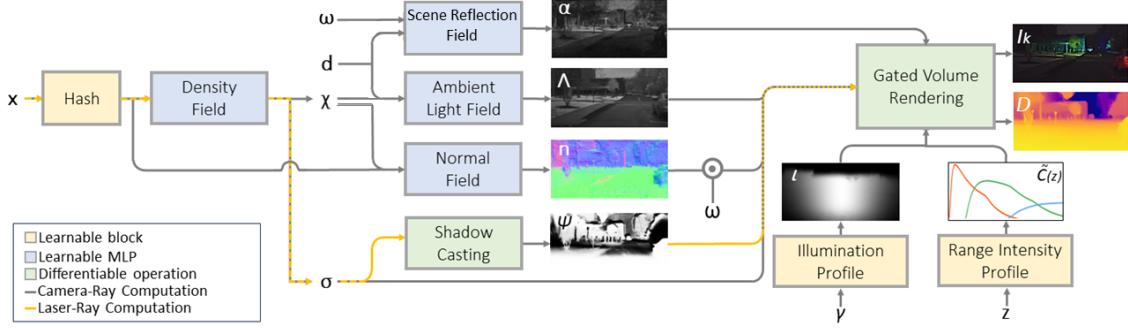 ω
Scene Reflection
Field
α
d
x
Hash
Density
Field
χ
Ambient
Light Field
Λ
Gated Volume
Rendering
Ik
D
Normal
Field
n
ω
Shadow
Casting
ψ
σ
ι
C̃(z)
Illumination
Profile
Range Intensity
Profile
γ
z
Learnable block
Learnable MLP
Differentiable operation
Camera-Ray Computation
Laser-Ray Computation